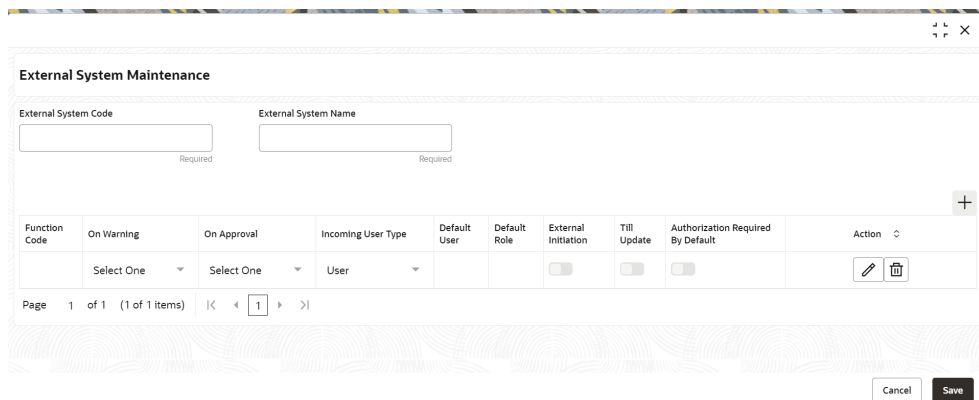 External System Maintenance
External System Code
External System Name
Required
Required
Function Code
On Warning
On Approval
Incoming User Type
Default User
Default Role
External Initiation
Till Update
Authorization Required By Default
Action
Select One
Select One
User
Page 1 of 1 (1 of 1 items) 1
Cancel
Save